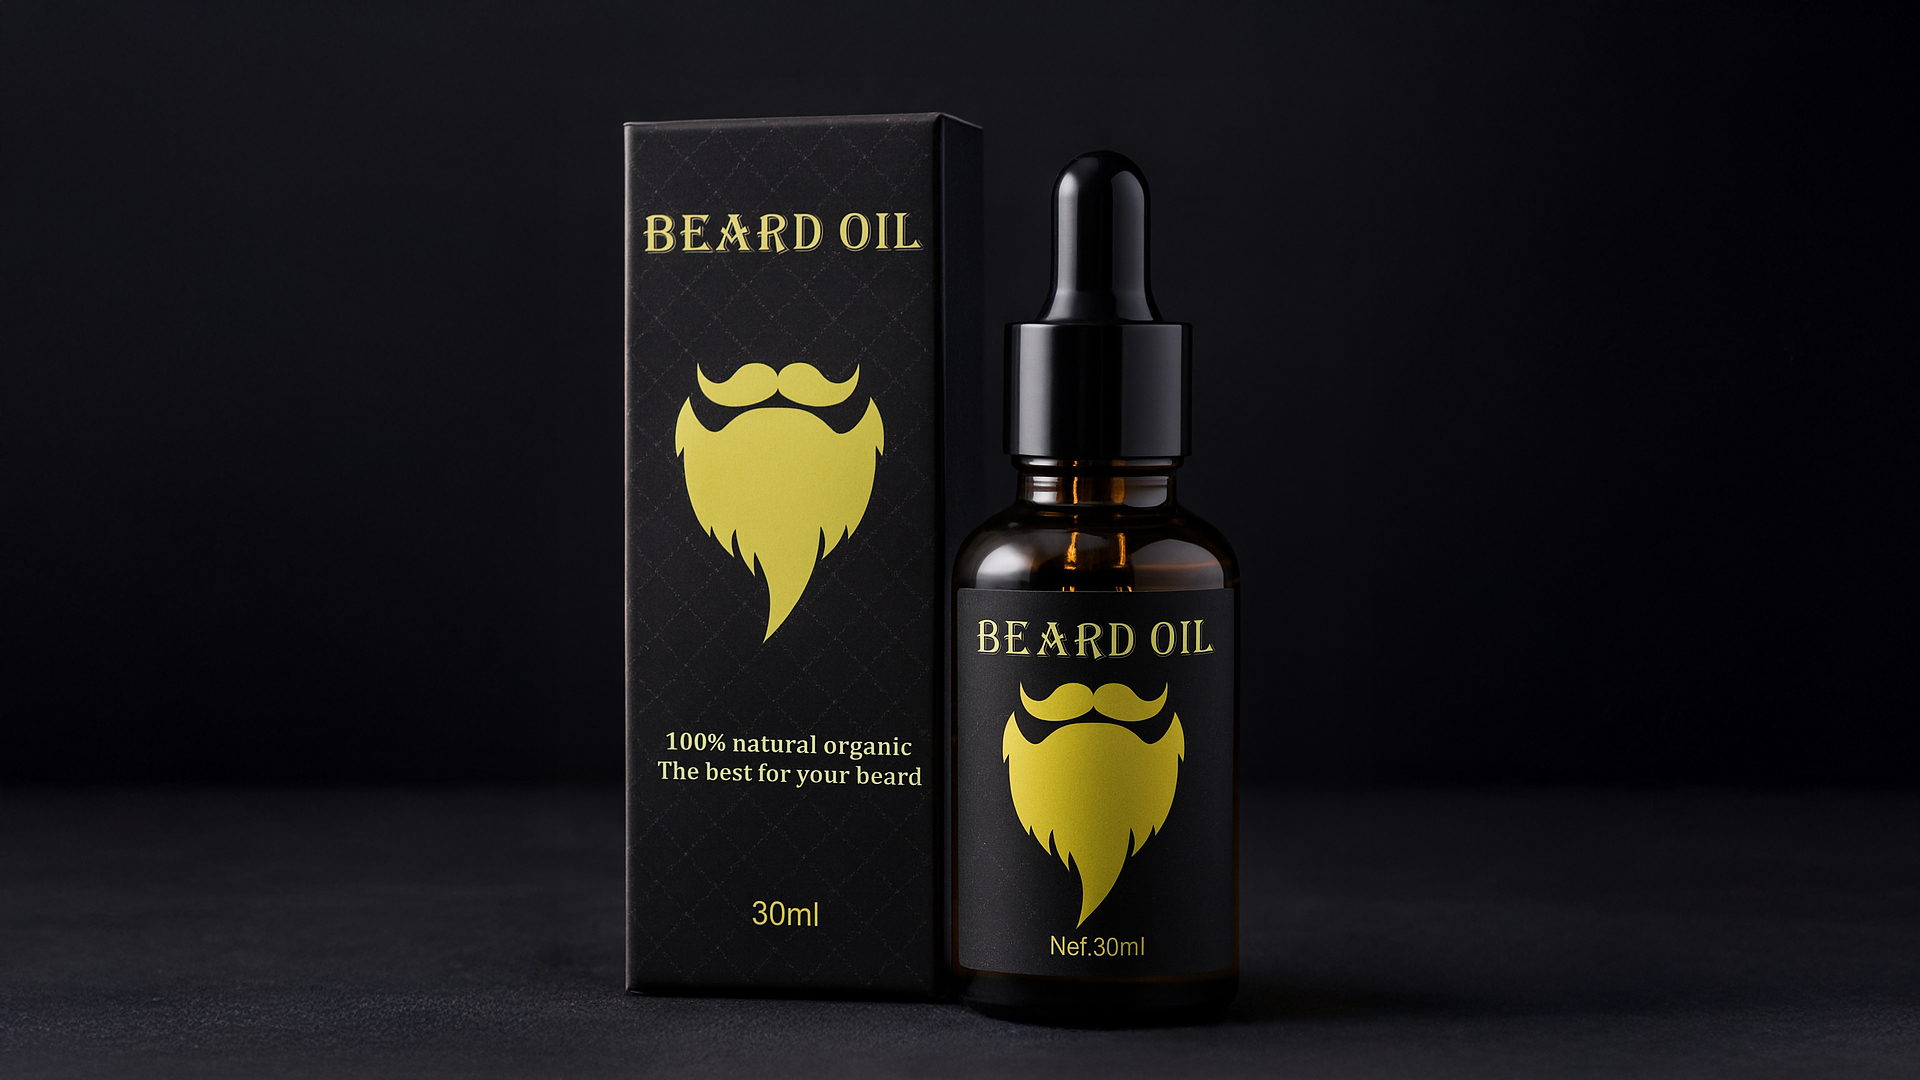 BEARD OIL
100% natural organic
The best for your beard
30ml
BEARD OIL
Nef.30ml